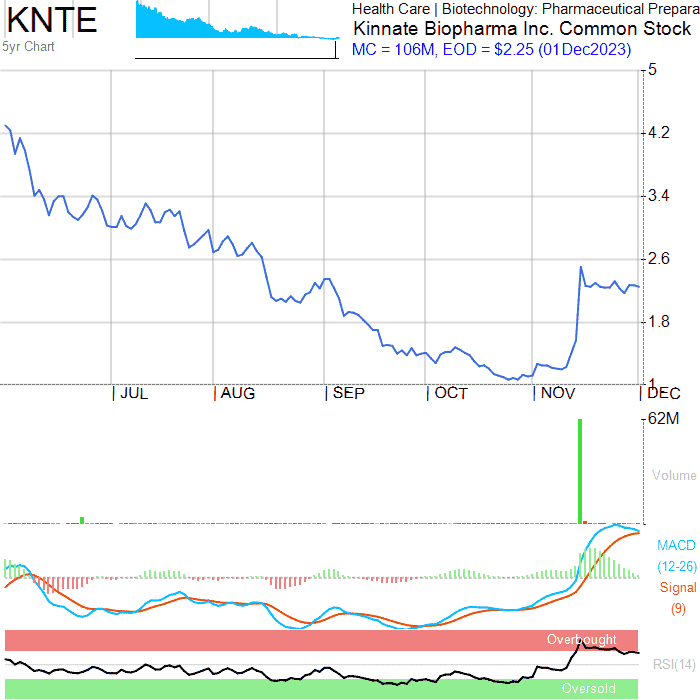 KNTE
5yr Chart
Health Care | Biotechnology: Pharmaceutical Prepara
Kinnate Biopharma Inc. Common Stock
MC = 106M, EOD = $2.25 (01Dec2023)
5
4.2
3.4
2.6
1.8
1
JUL
AUG
SEP
OCT
NOV
DEC
62M
Volume
MACD
(12-26)
Signal
(9)
Overbought
RSI(14)
Oversold